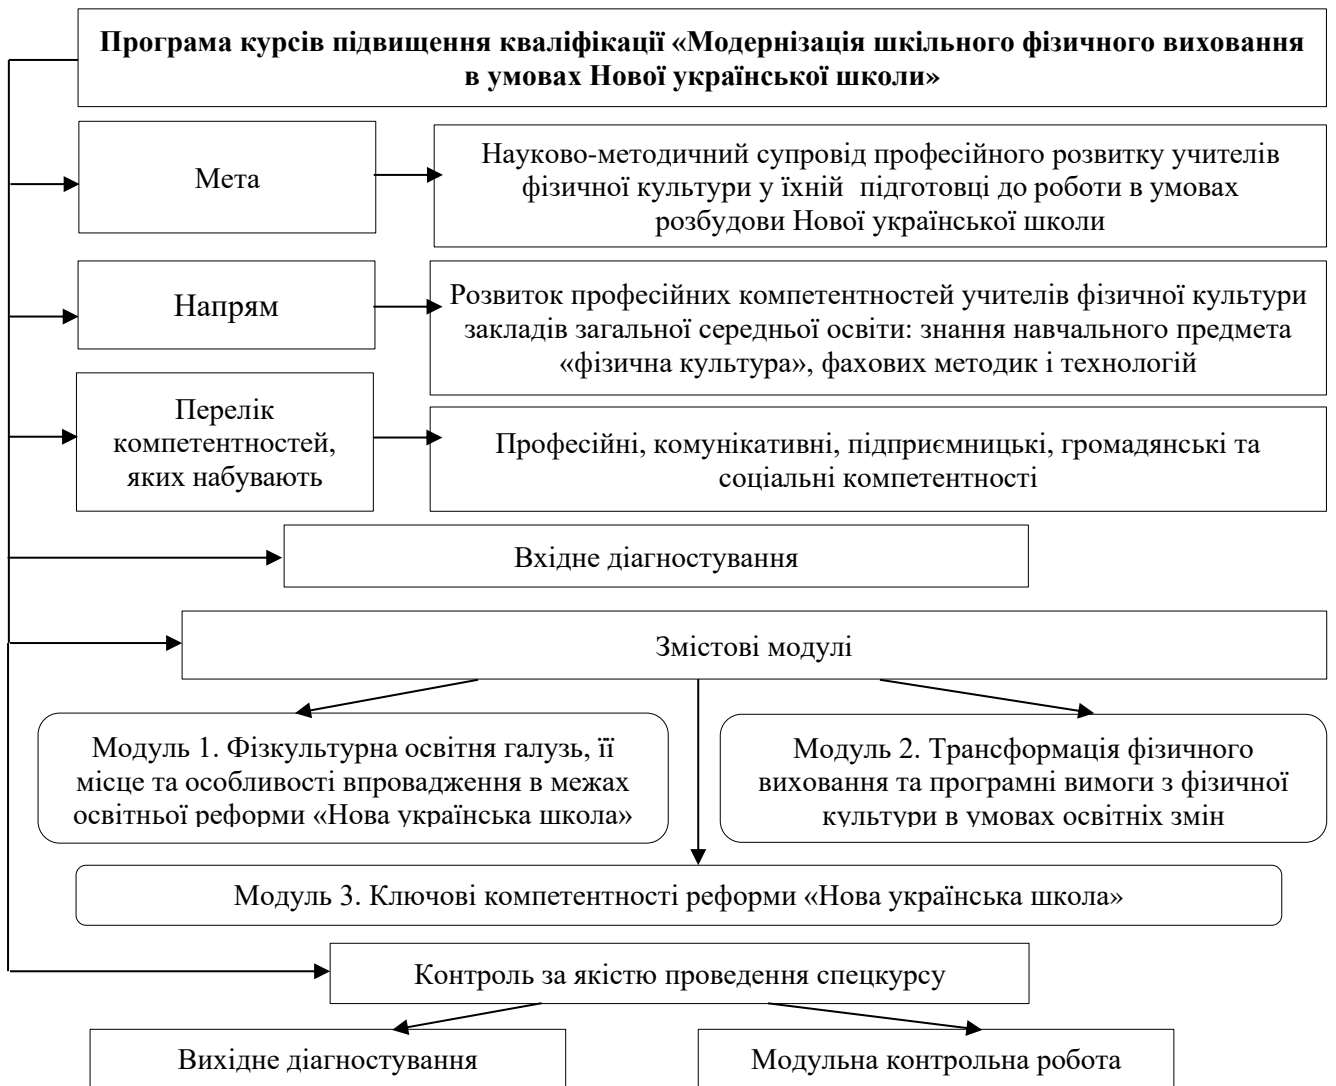 Програма курсів підвищення кваліфікації «Модернізація шкільного фізичного виховання
в умовах Нової української школи»
Мета
Науково-методичний супровід професійного розвитку учителів
фізичної культури у їхній підготовці до роботи в умовах
розбудови Нової української школи
Напрям
Розвиток професійних компетентностей учителів фізичної культури
закладів загальної середньої освіти: знання навчального предмета
«фізична культура», фахових методик і технологій
Перелік
компетентностей,
яких набувають
Професійні, комунікативні, підприємницькі, громадянські та
соціальні компетентності
Вхідне діагностування
Змістові модулі
Модуль 1. Фізкультурна освітня галузь, її
місце та особливості впровадження в межах
освітньої реформи «Нова українська школа»
Модуль 2. Трансформація фізичного
виховання та програмні вимоги з фізичної
культури в умовах освітніх змін
Модуль 3. Ключові компетентності реформи «Нова українська школа»
Контроль за якістю проведення спецкурсу
Вихідне діагностування
Модульна контрольна робота